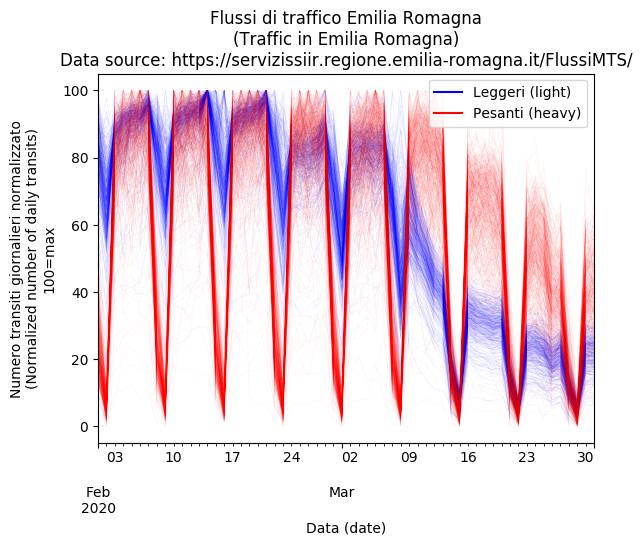 Flussi di traffico Emilia Romagna
(Traffic in Emilia Romagna)
Data source: https://servizissiir.regione.emilia-romagna.it/FlussiMTS/
Leggeri (light)
Pesanti (heavy)
Numero transiti giornalieri normalizzato
(Normalized number of daily transits)
100=max
100
80
60
40
20
0
03 10 17 24 02 09 16 23 30
Feb Mar
2020
Data (date)